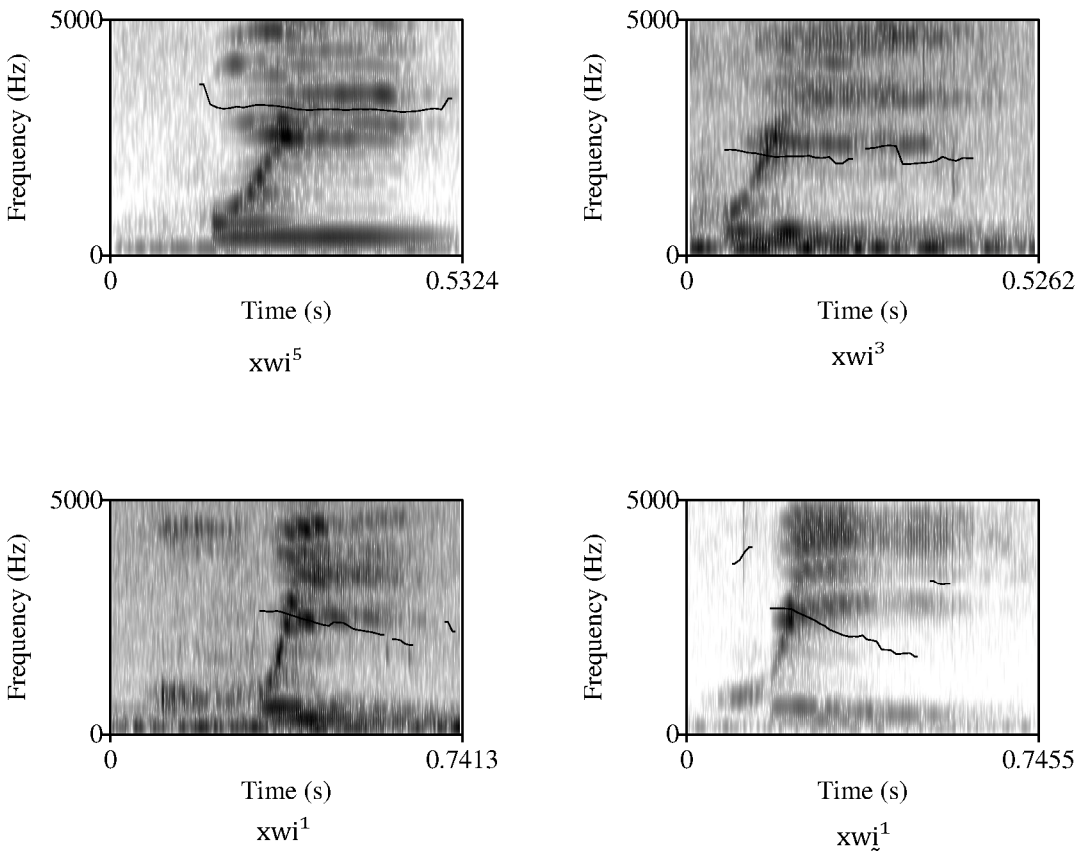 5000
Frequency (Hz)
0
0 0.5324
Time (s)
xwi⁵
5000
Frequency (Hz)
0
0 0.5262
Time (s)
xwi³
5000
Frequency (Hz)
0
0 0.7413
Time (s)
xwi¹
5000
Frequency (Hz)
0
0 0.7455
Time (s)
xwḭ¹